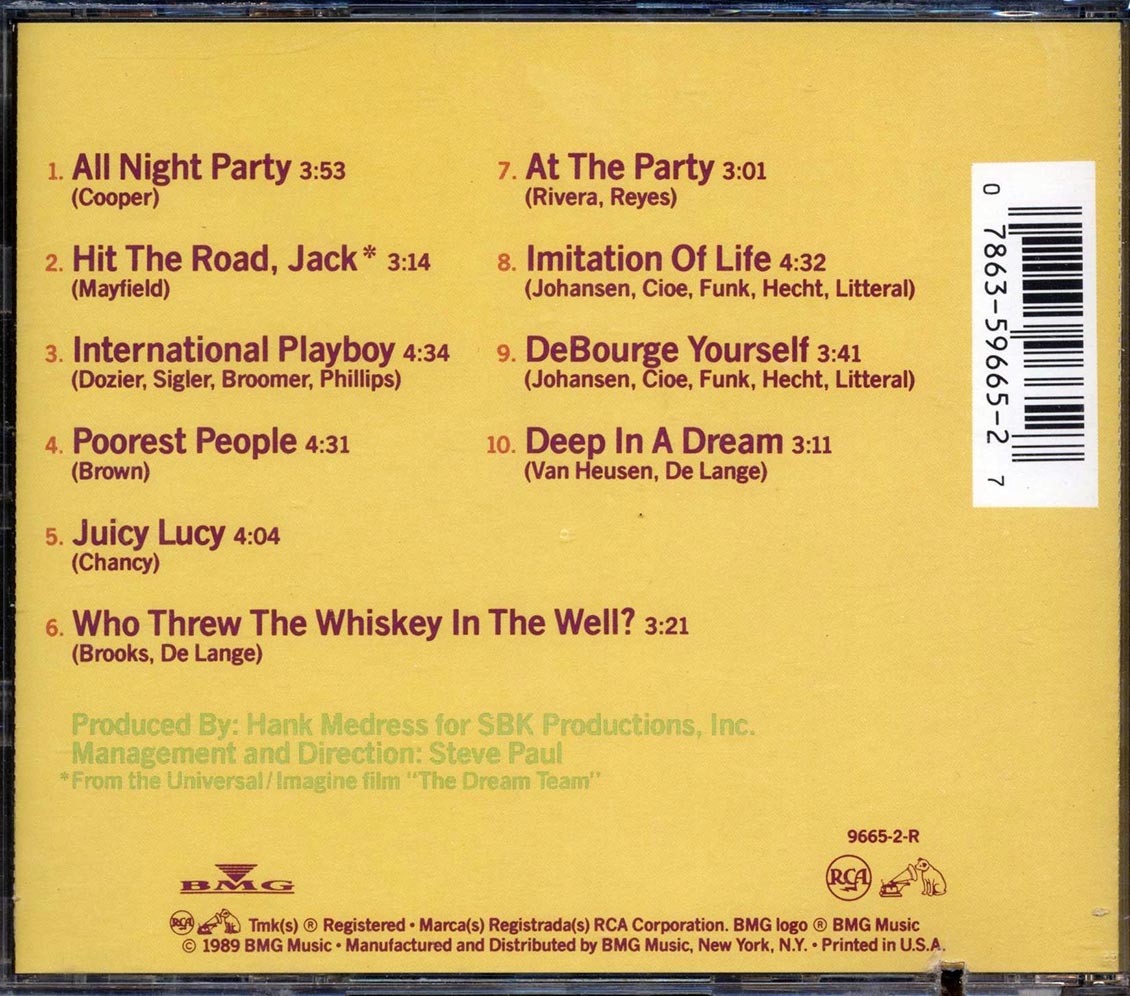 1. All Night Party 3:53
(Cooper)
2. Hit The Road, Jack* 3:14
(Mayfield)
3. International Playboy 4:34
(Dozier, Sigler, Broomer, Phillips)
4. Poorest People 4:31
(Brown)
5. Juicy Lucy 4:04
(Chancy)
6. Who Threw The Whiskey In The Well? 3:21
(Brooks, De Lange)
7. At The Party 3:01
(Rivera, Reyes)
8. Imitation Of Life 4:32
(Johansen, Cioe, Funk, Hecht, Litteral)
9. DeBourge Yourself 3:41
(Johansen, Cioe, Funk, Hecht, Litteral)
10. Deep In A Dream 3:11
(Van Heusen, De Lange)
0 7863-59665-2 7
Produced By: Hank Medress for SBK Productions, Inc.
Management and Direction: Steve Paul
*From the Universal/Imagine film "The Dream Team"
9665-2-R
BMG
RCA
RCA Tmk(s) ® Registered • Marca(s) Registrada(s) RCA Corporation. BMG logo ® BMG Music
© 1989 BMG Music • Manufactured and Distributed by BMG Music, New York, N.Y. • Printed in U.S.A.